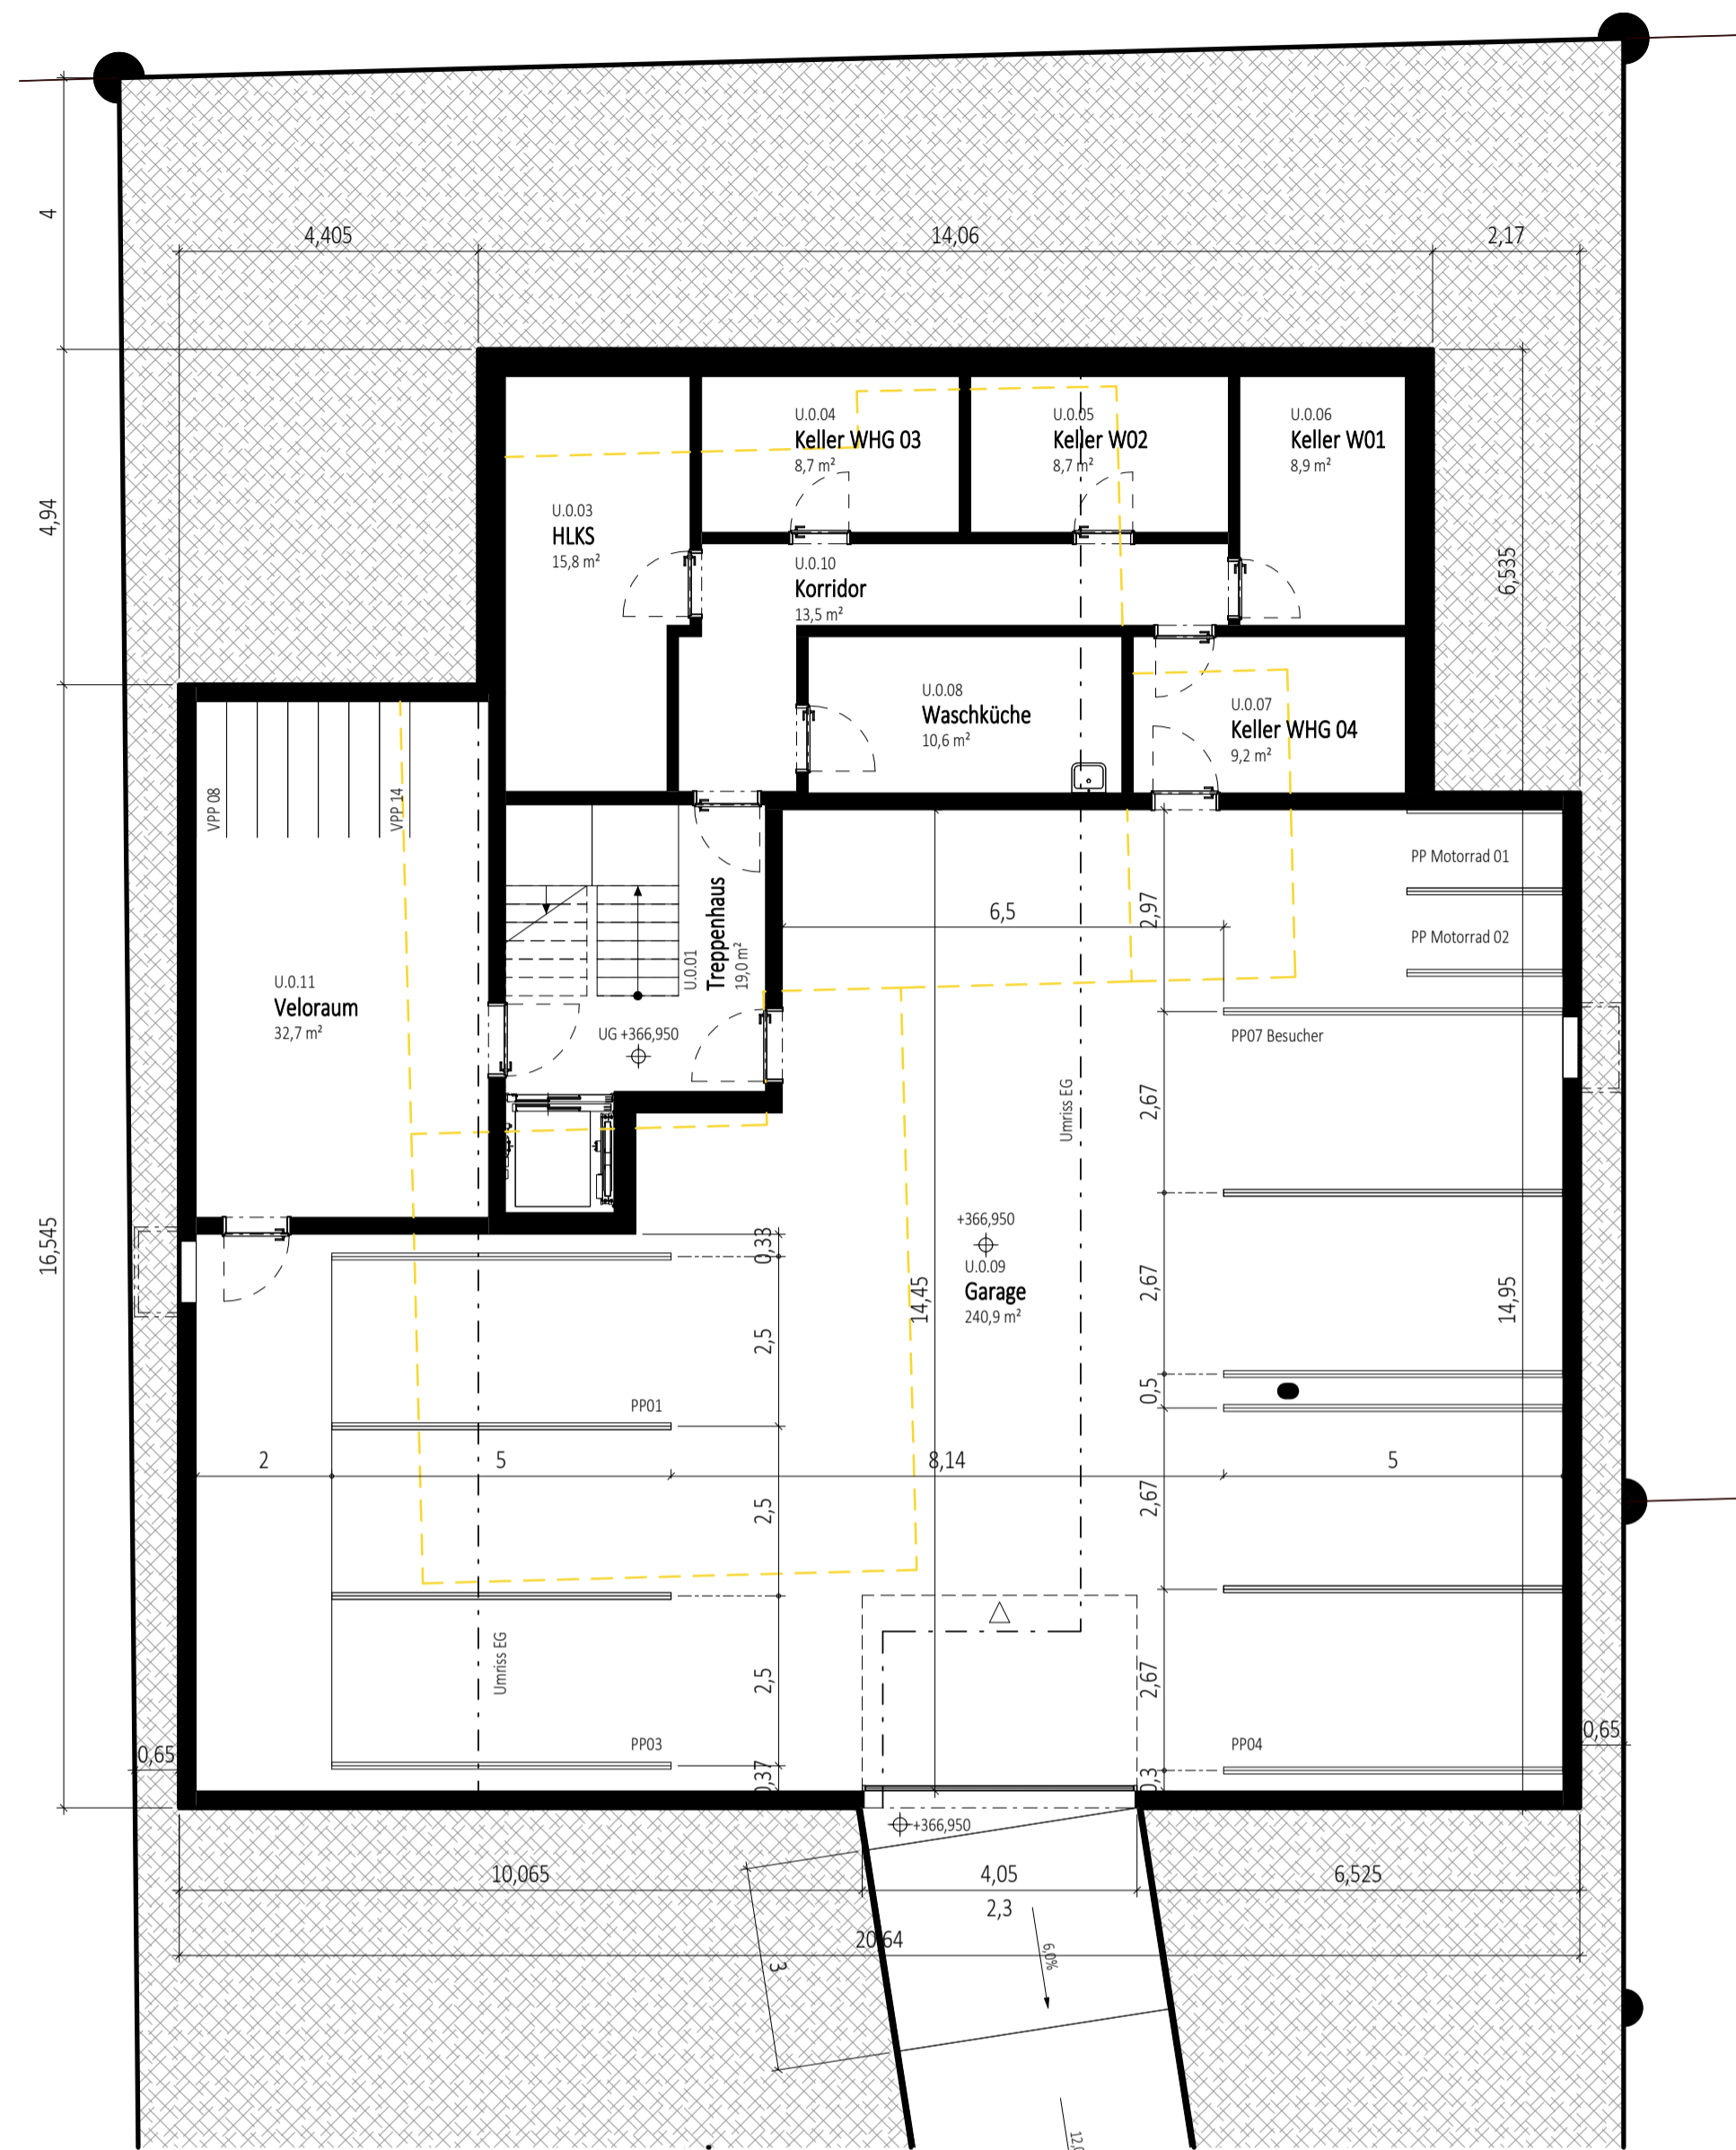 4
4,405
14,06
2,17
4,94
6,535
U.0.04
Keller WHG 03
8,7 m²
U.0.05
Keller W02
8,7 m²
U.0.06
Keller W01
8,9 m²
U.0.03
HLKS
15,8 m²
U.0.10
Korridor
13,5 m²
U.0.08
Waschküche
10,6 m²
U.0.07
Keller WHG 04
9,2 m²
VPP 08
VPP 14
U.0.01
Treppenhaus
19,0 m²
PP Motorrad 01
PP Motorrad 02
6,5
2,97
U.0.11
Veloraum
32,7 m²
UG +366,950
PP07 Besucher
Umriss EG
2,67
16,545
+366,950
U.0.09
Garage
240,9 m²
0,33
2,67
14,45
14,95
2,5
PP01
0,5
2
5
8,14
5
2,5
2,67
Umriss EG
2,5
2,67
PP03
PP04
0,65
0,65
0,37
0,3
+366,950
10,065
4,05
6,525
2,3
20,64
3
6,0%